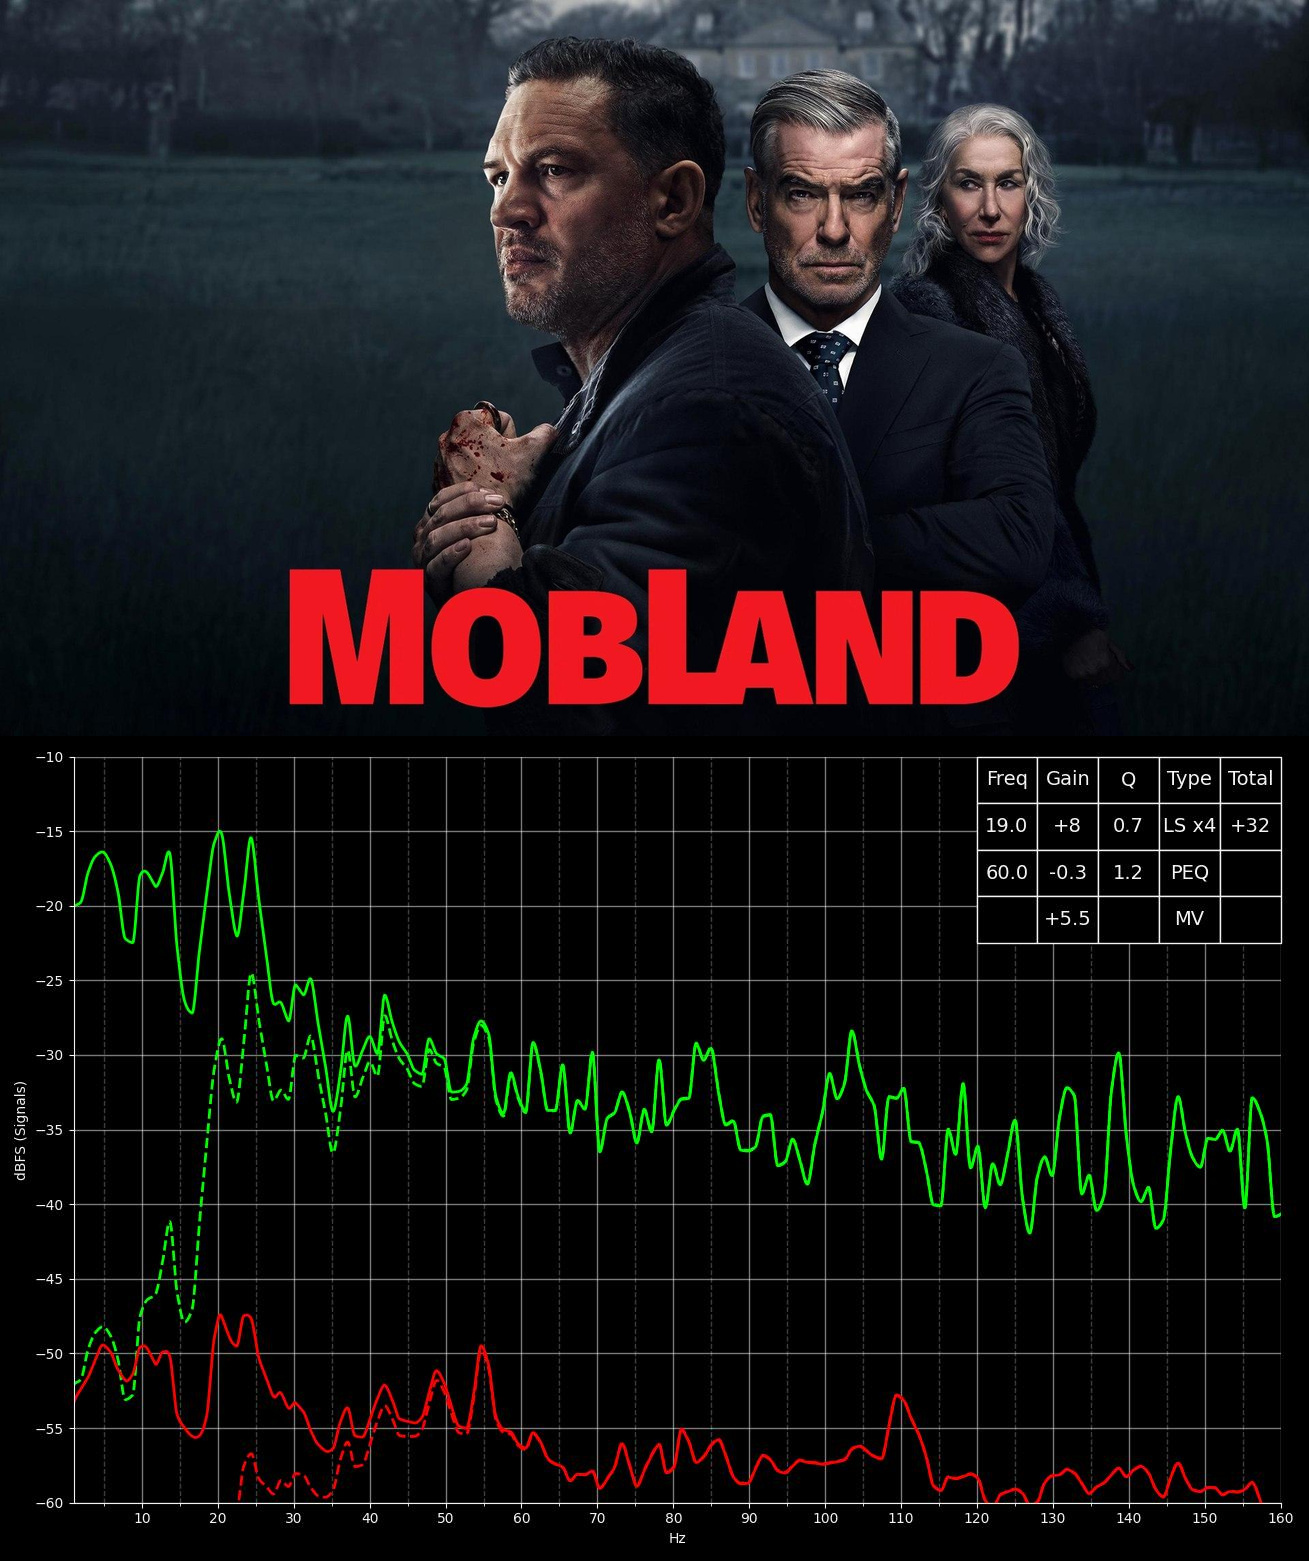 MOBLAND
−10
−15
−20
−25
−30
−35
−40
−45
−50
−55
−60
dBFS (Signals)
Freq Gain Q Type Total
19.0 +8 0.7 LS x4 +32
60.0 -0.3 1.2 PEQ
+5.5 MV
10 20 30 40 50 60 70 80 90 100 110 120 130 140 150 160
Hz